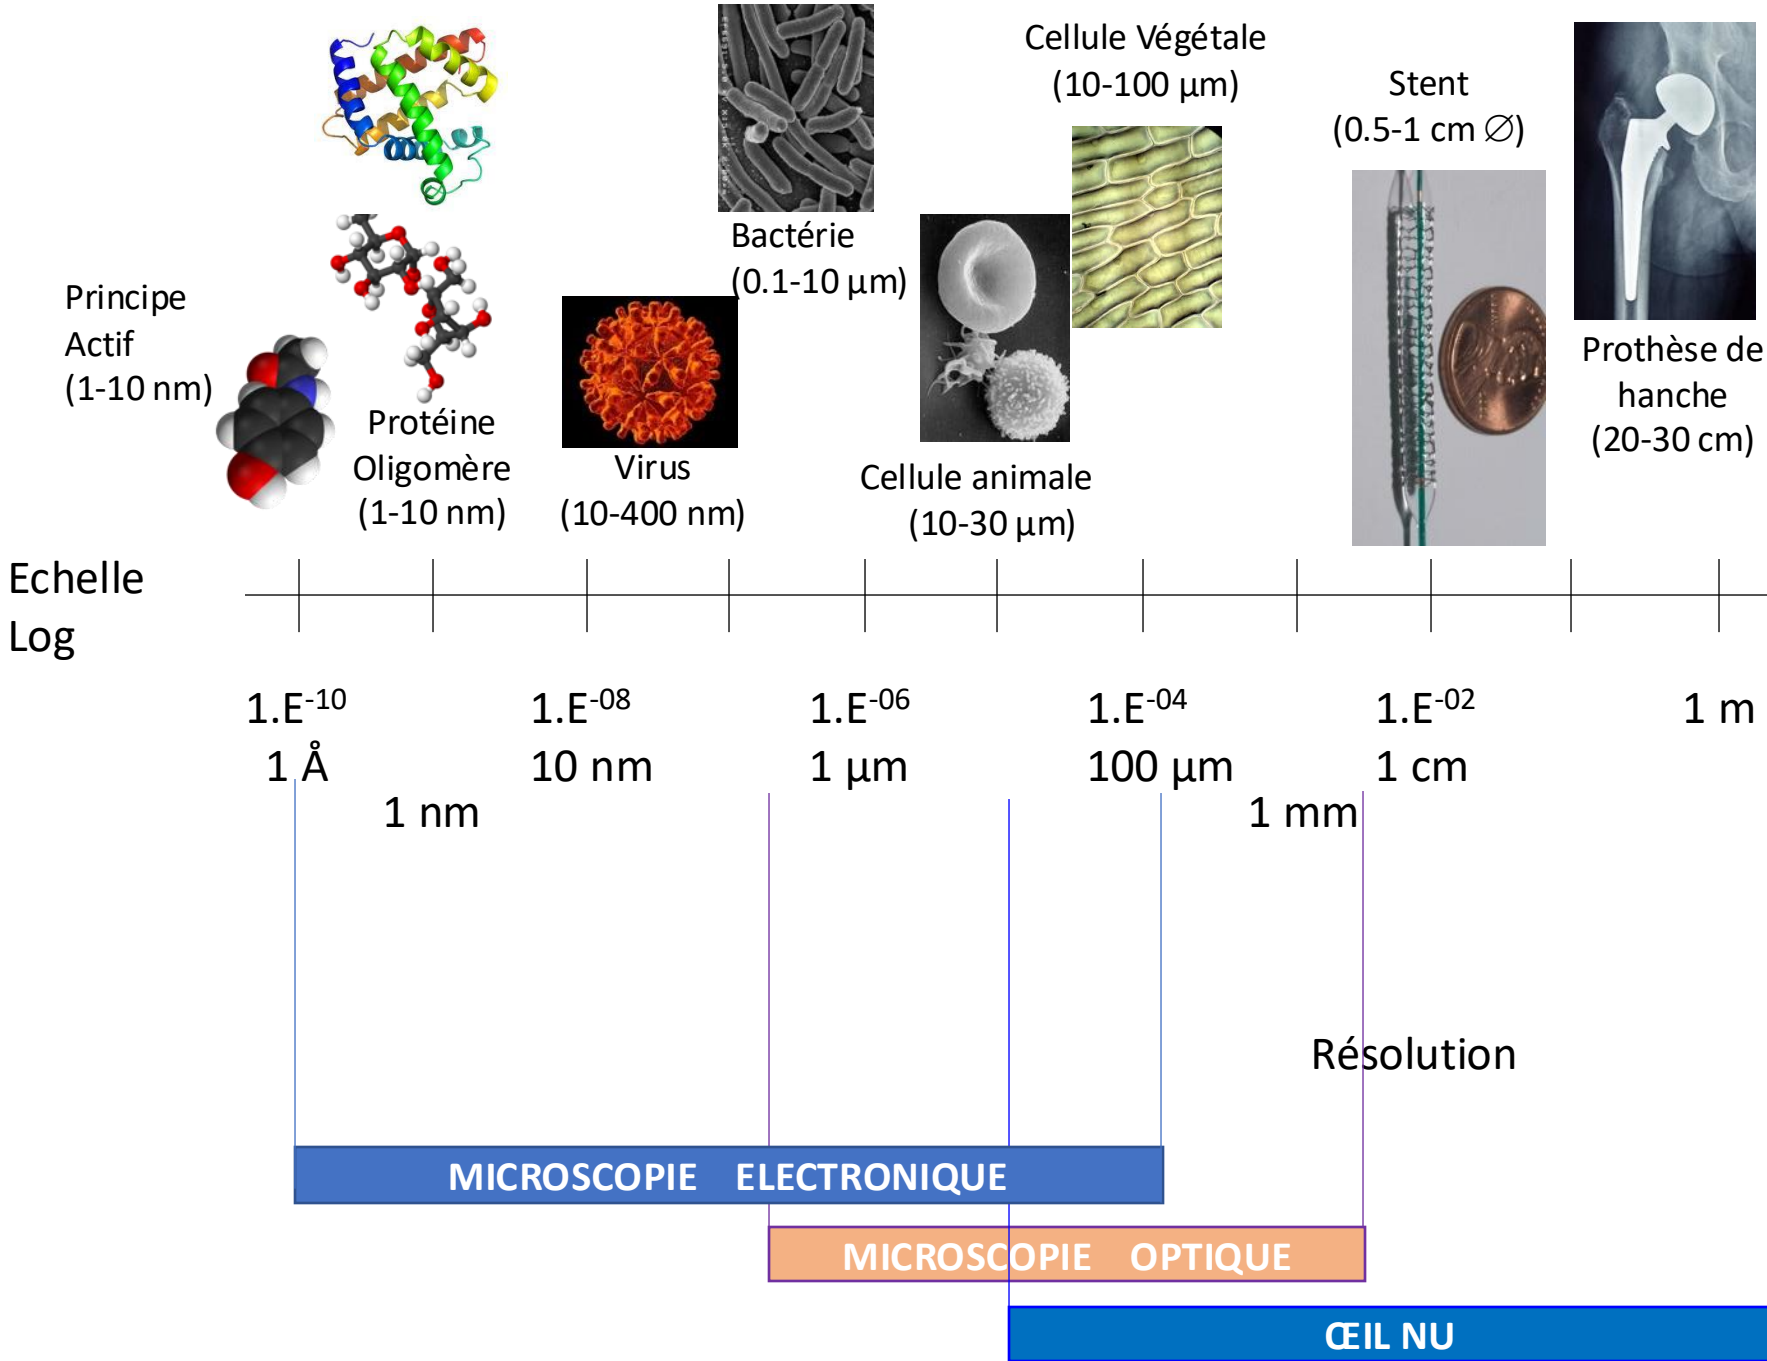 Cellule Végétale
(10-100 µm)
Stent
(0.5-1 cm ∅)
Bactérie
(0.1-10 µm)
Principe
Actif
(1-10 nm)
Prothèse de
hanche
(20-30 cm)
Protéine
Oligomère
(1-10 nm)
Virus
(10-400 nm)
Cellule animale
(10-30 µm)
Echelle
Log
1.E-10 1.E-08 1.E-06 1.E-04 1.E-02 1 m
1 Å 10 nm 1 µm 100 µm 1 cm
1 nm 1 mm
Résolution
MICROSCOPIE ELECTRONIQUE
MICROSCOPIE OPTIQUE
ŒIL NU